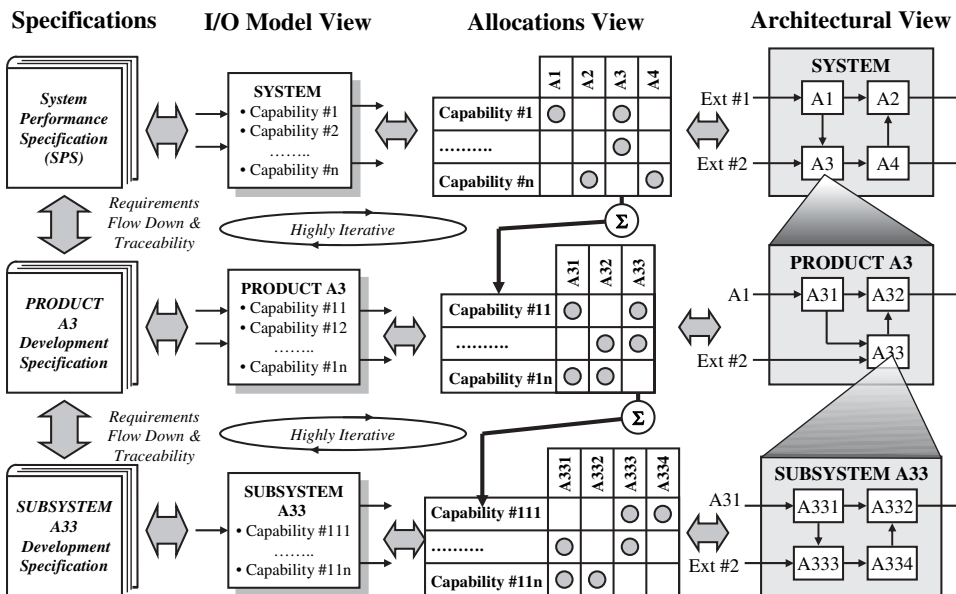 Specifications
I/O Model View
Allocations View
Architectural View
System
Performance
Specification
(SPS)
SYSTEM
• Capability #1
• Capability #2
……..
• Capability #n
A1
A2
A3
A4
Capability #1
……….
Capability #n
SYSTEM
Ext #1
A1
A2
Ext #2
A3
A4
Requirements
Flow Down &
Traceability
Highly Iterative
Σ
PRODUCT
A3
Development
Specification
PRODUCT A3
• Capability #11
• Capability #12
……..
• Capability #1n
A31
A32
A33
Capability #11
……….
Capability #1n
PRODUCT A3
A1
A31
A32
Ext #2
A33
Requirements
Flow Down &
Traceability
Highly Iterative
Σ
SUBSYSTEM
A33
Development
Specification
SUBSYSTEM
A33
• Capability #111
……..
• Capability #11n
A331
A332
A333
A334
Capability #111
……….
Capability #11n
SUBSYSTEM A33
A31
A331
A332
Ext #2
A333
A334